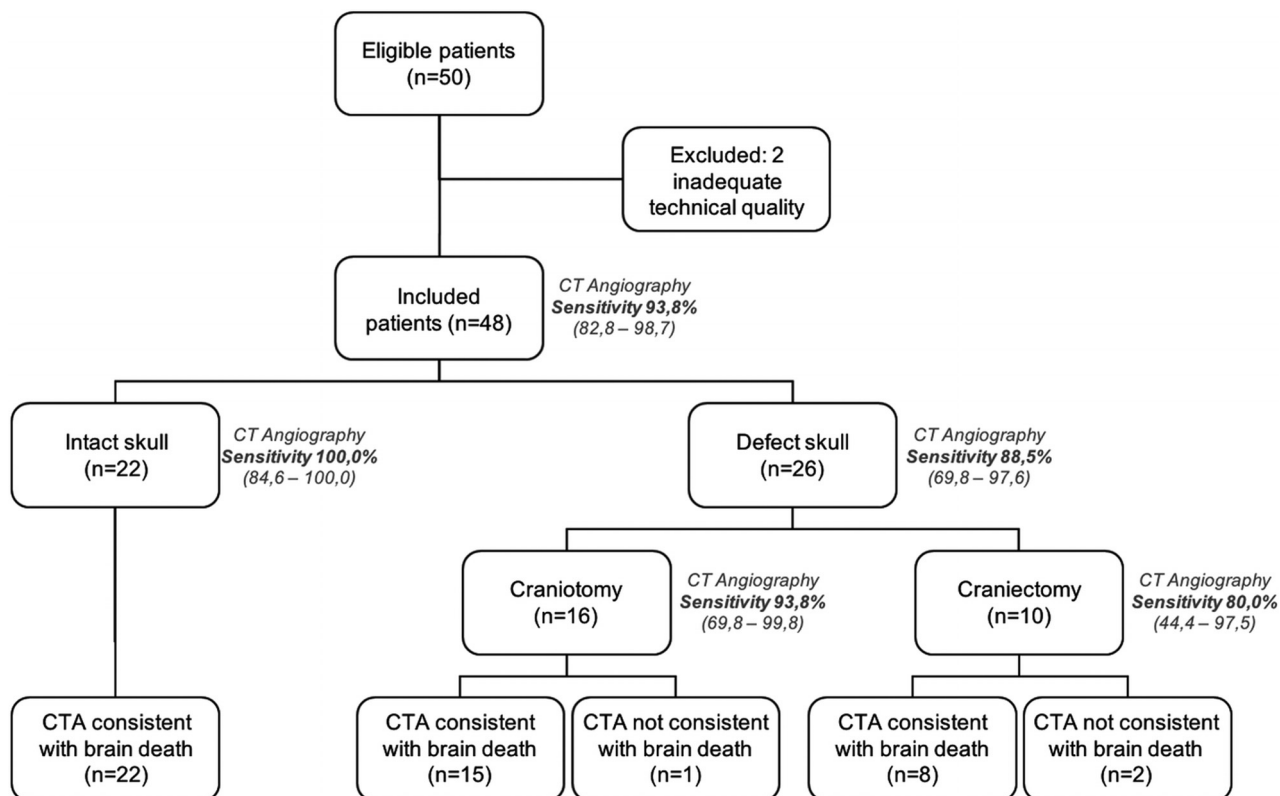 Eligible patients
(n=50)
Excluded: 2
inadequate
technical quality
Included
patients (n=48)
CT Angiography
Sensitivity 93,8%
(82,8 – 98,7)
Intact skull
(n=22)
CT Angiography
Sensitivity 100,0%
(84,6 – 100,0)
Defect skull
(n=26)
CT Angiography
Sensitivity 88,5%
(69,8 – 97,6)
Craniotomy
(n=16)
CT Angiography
Sensitivity 93,8%
(69,8 – 99,8)
Craniectomy
(n=10)
CT Angiography
Sensitivity 80,0%
(44,4 – 97,5)
CTA consistent
with brain death
(n=22)
CTA consistent
with brain death
(n=15)
CTA not consistent
with brain death
(n=1)
CTA consistent
with brain death
(n=8)
CTA not consistent
with brain death
(n=2)